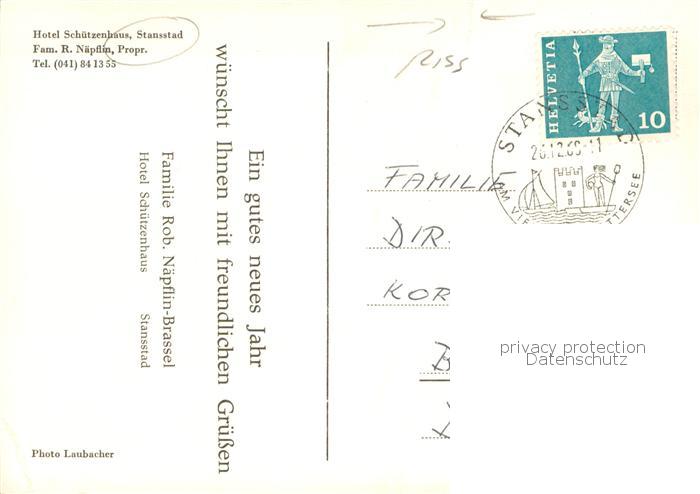 Hotel Schützenhaus, Stansstad
Fam. R. Näpflin, Propr.
Tel. (041) 84 13 55
Ein gutes neues Jahr
wünscht Ihnen mit freundlichen Grüßen
Familie Rob. Näpflin-Brassel
Hotel Schützenhaus Stansstad
Photo Laubacher
RISS
HELVETIA
10
FAMILIE
DIR.
KOR
privacy protection
Datenschutz